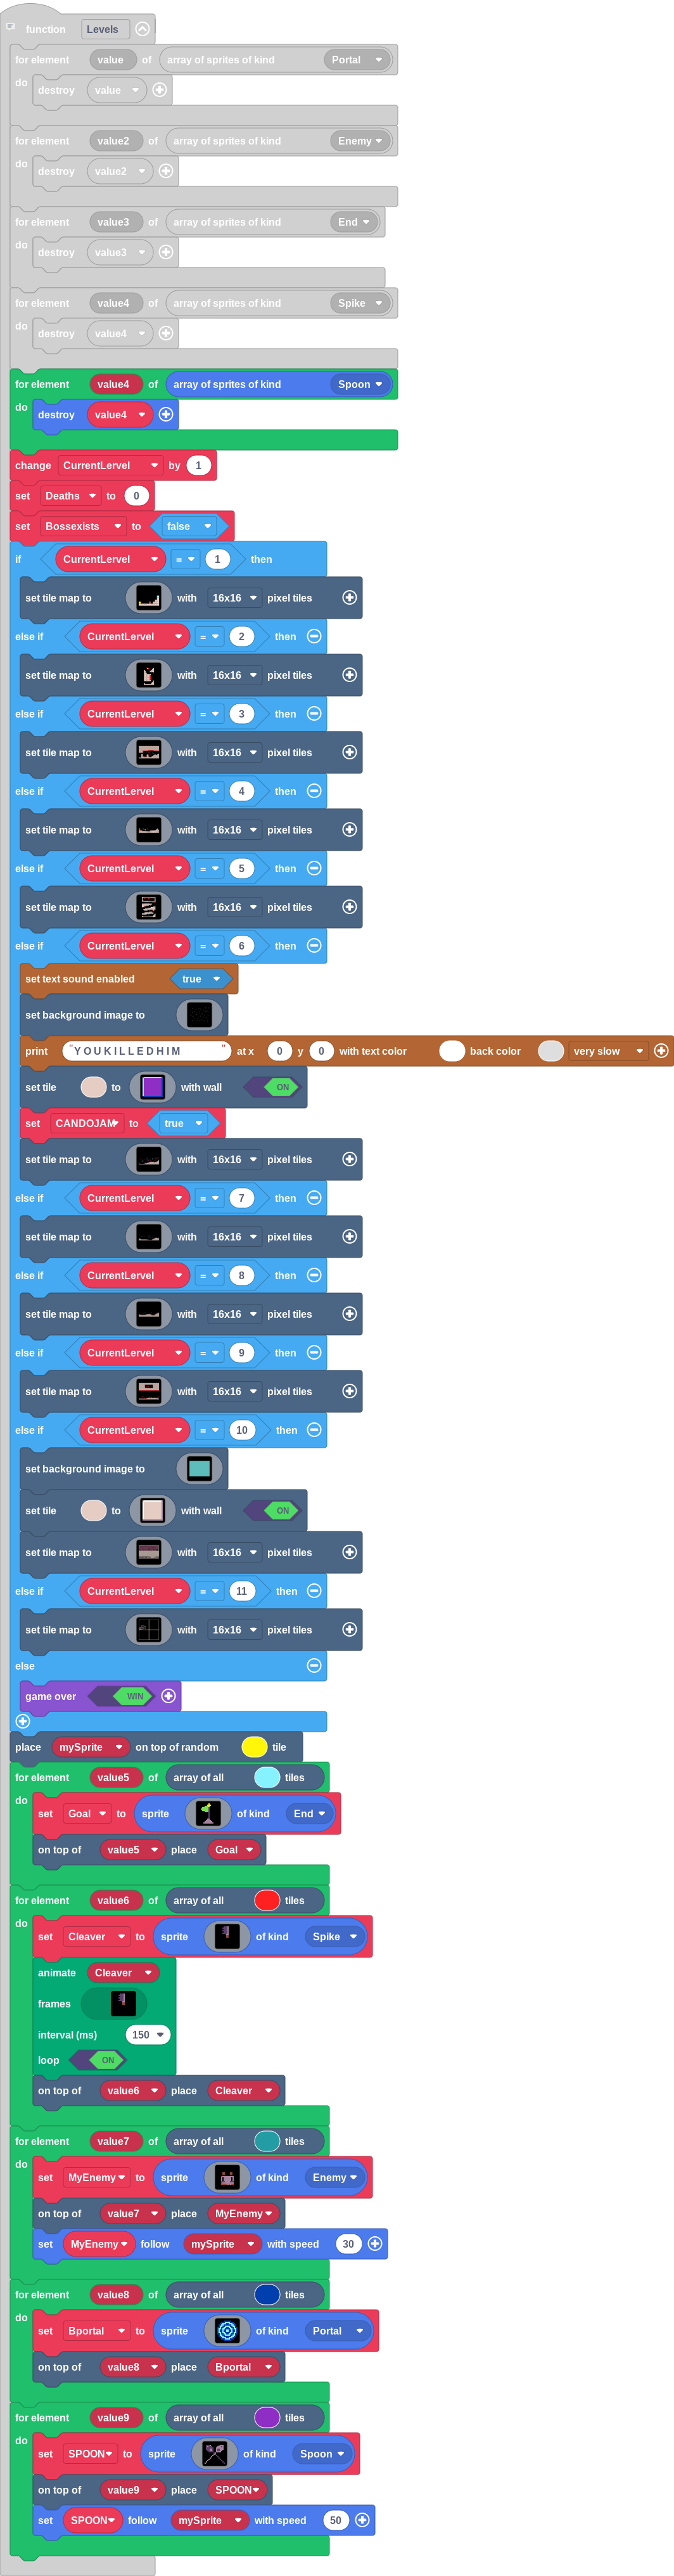 function Levels
for element value of array of sprites of kind Portal
do destroy value
for element value2 of array of sprites of kind Enemy
do destroy value2
for element value3 of array of sprites of kind End
do destroy value3
for element value4 of array of sprites of kind Spike
do destroy value4
for element value4 of array of sprites of kind Spoon
do destroy value4
change CurrentLervel by 1
set Deaths to 0
set Bossexists to false
if CurrentLervel = 1 then
set tile map to with 16x16 pixel tiles
else if CurrentLervel = 2 then
set tile map to with 16x16 pixel tiles
else if CurrentLervel = 3 then
set tile map to with 16x16 pixel tiles
else if CurrentLervel = 4 then
set tile map to with 16x16 pixel tiles
else if CurrentLervel = 5 then
set tile map to with 16x16 pixel tiles
else if CurrentLervel = 6 then
set text sound enabled true
set background image to
print "Y O U K I L L E D H I M " at x 0 y 0 with text color back color very slow
set tile to with wall ON
set CANDOJAM to true
set tile map to with 16x16 pixel tiles
else if CurrentLervel = 7 then
set tile map to with 16x16 pixel tiles
else if CurrentLervel = 8 then
set tile map to with 16x16 pixel tiles
else if CurrentLervel = 9 then
set tile map to with 16x16 pixel tiles
else if CurrentLervel = 10 then
set background image to
set tile to with wall ON
set tile map to with 16x16 pixel tiles
else if CurrentLervel = 11 then
set tile map to with 16x16 pixel tiles
else
game over WIN
place mySprite on top of random tile
for element value5 of array of all tiles
do set Goal to sprite of kind End
on top of value5 place Goal
for element value6 of array of all tiles
do set Cleaver to sprite of kind Spike
animate Cleaver
frames
interval (ms) 150
loop ON
on top of value6 place Cleaver
for element value7 of array of all tiles
do set MyEnemy to sprite of kind Enemy
on top of value7 place MyEnemy
set MyEnemy follow mySprite with speed 30
for element value8 of array of all tiles
do set Bportal to sprite of kind Portal
on top of value8 place Bportal
for element value9 of array of all tiles
do set SPOON to sprite of kind Spoon
on top of value9 place SPOON
set SPOON follow mySprite with speed 50